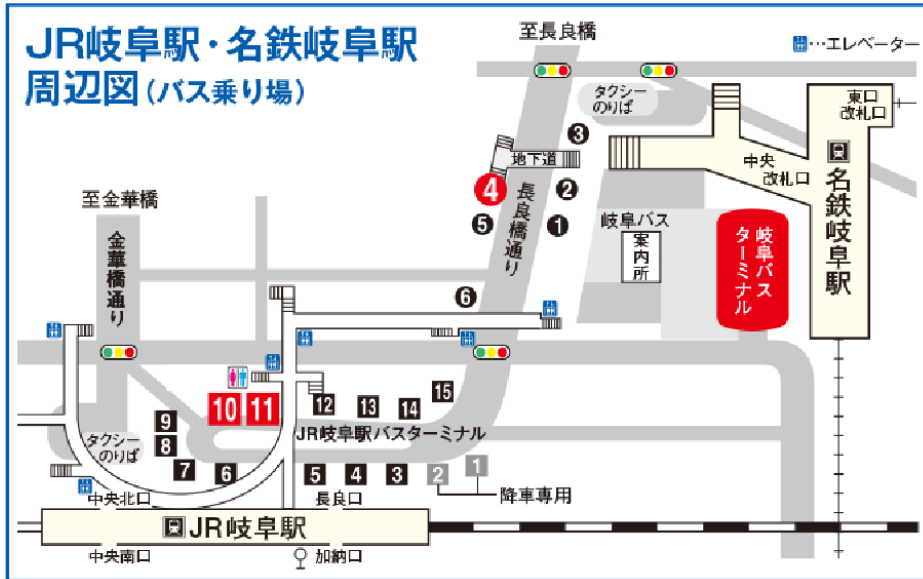 JR岐阜駅・名鉄岐阜駅
周辺図(バス乗り場)
至長良橋
…エレベーター
タクシー
のりば
東口
改札口
3
地下道
中央
改札口
4
2
名鉄岐阜駅
至金華橋
5
長良橋通り
1
岐阜バス
案内所
岐阜バス
ターミナル
金華橋通り
6
10
11
12
13
14
15
9
8
7
6
タクシー
のりば
JR岐阜駅バスターミナル
5
4
3
2
1
降車専用
中央北口
長良口
JR岐阜駅
中央南口
加納口